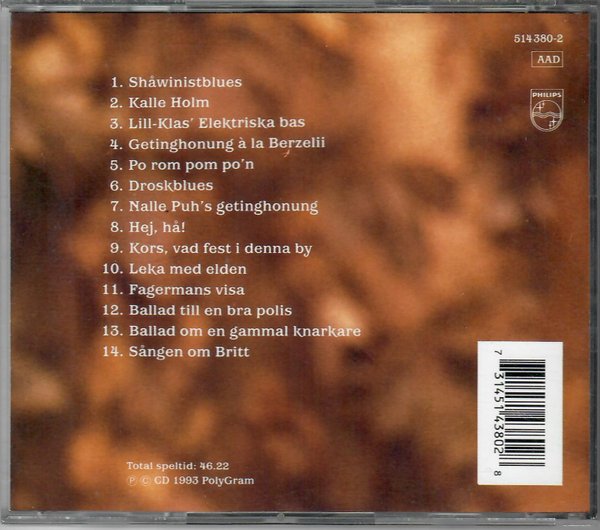 514 380-2
AAD
PHILIPS
1. Shåwinistblues
2. Kalle Holm
3. Lill-Klas' Elektriska bas
4. Getinghonung à la Berzelii
5. Po rom pom po'n
6. Droskblues
7. Nalle Puh's getinghonung
8. Hej, hå!
9. Kors, vad fest i denna by
10. Leka med elden
11. Fagermans visa
12. Ballad till en bra polis
13. Ballad om en gammal knarkare
14. Sången om Britt
7 31451 43802 8
Total speltid: 46.22
Ⓟ © CD 1993 PolyGram